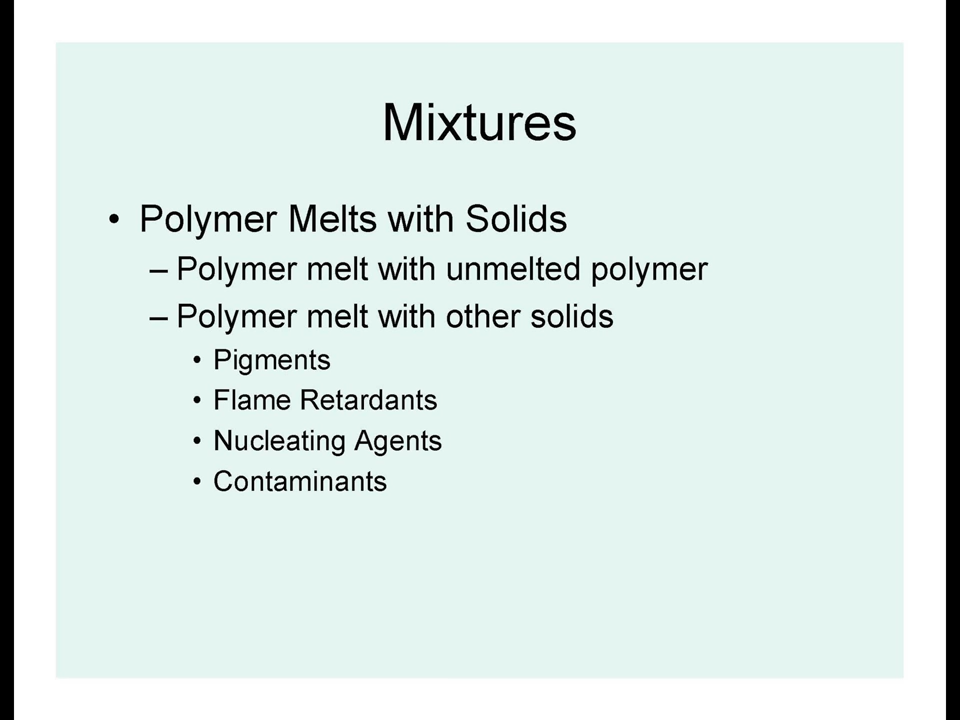 Mixtures
• Polymer Melts with Solids
– Polymer melt with unmelted polymer
– Polymer melt with other solids
• Pigments
• Flame Retardants
• Nucleating Agents
• Contaminants